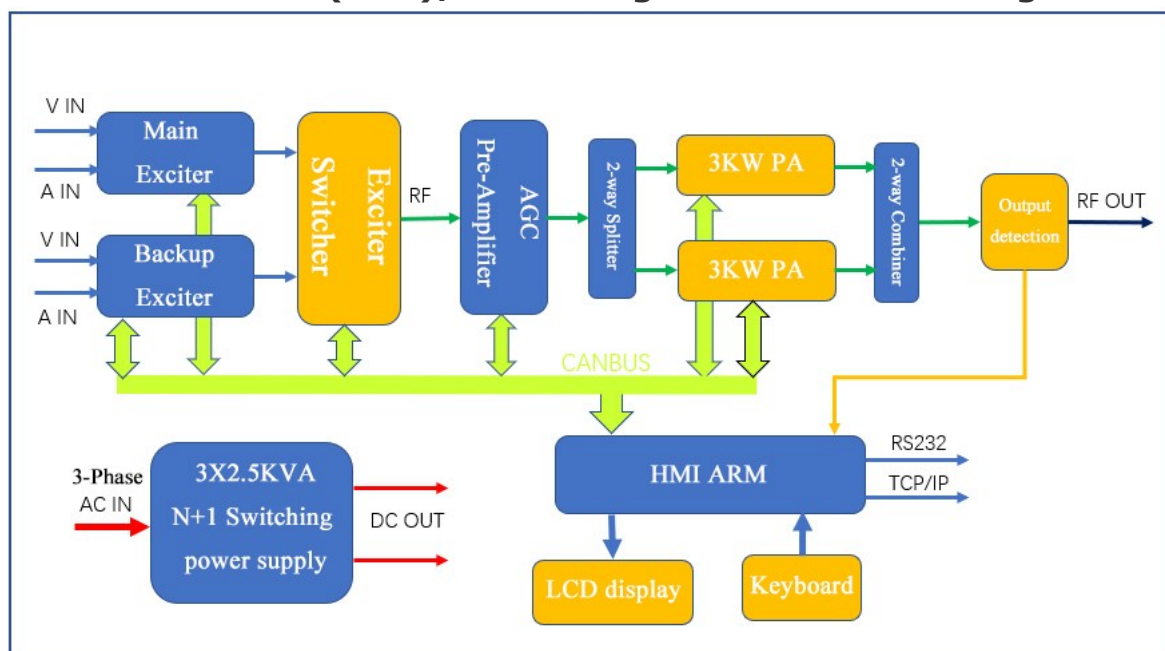 V IN
A IN
Main
Exciter
V IN
A IN
Backup
Exciter
Exciter
Switcher
RF
AGC
Pre-Amplifier
2-way Splitter
3KW PA
3KW PA
2-way Combiner
Output
detection
RF OUT
CANBUS
3-Phase
AC IN
3X2.5KVA
N+1 Switching
power supply
DC OUT
HMI ARM
RS232
TCP/IP
LCD display
Keyboard